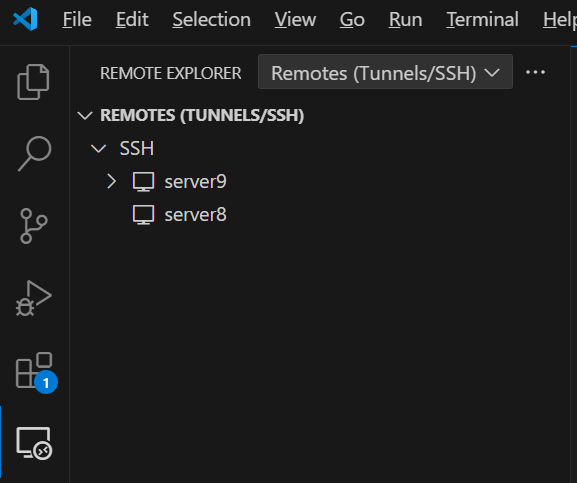 File Edit Selection View Go Run Terminal Help
REMOTE EXPLORER Remotes (Tunnels/SSH) ...
REMOTES (TUNNELS/SSH)
SSH
server9
server8
1